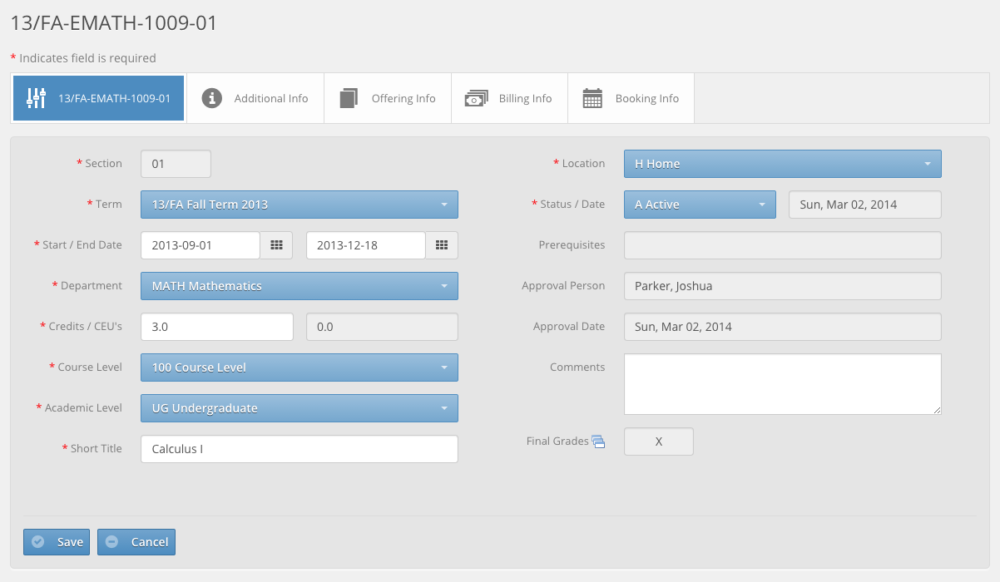 13/FA-EMATH-1009-01
* Indicates field is required
13/FA-EMATH-1009-01
Additional Info
Offering Info
Billing Info
Booking Info
* Section 01
* Term 13/FA Fall Term 2013
* Start / End Date 2013-09-01 2013-12-18
* Department MATH Mathematics
* Credits / CEU's 3.0 0.0
* Course Level 100 Course Level
* Academic Level UG Undergraduate
* Short Title Calculus I
* Location H Home
* Status / Date A Active Sun, Mar 02, 2014
Prerequisites
Approval Person Parker, Joshua
Approval Date Sun, Mar 02, 2014
Comments
Final Grades X
Save
Cancel